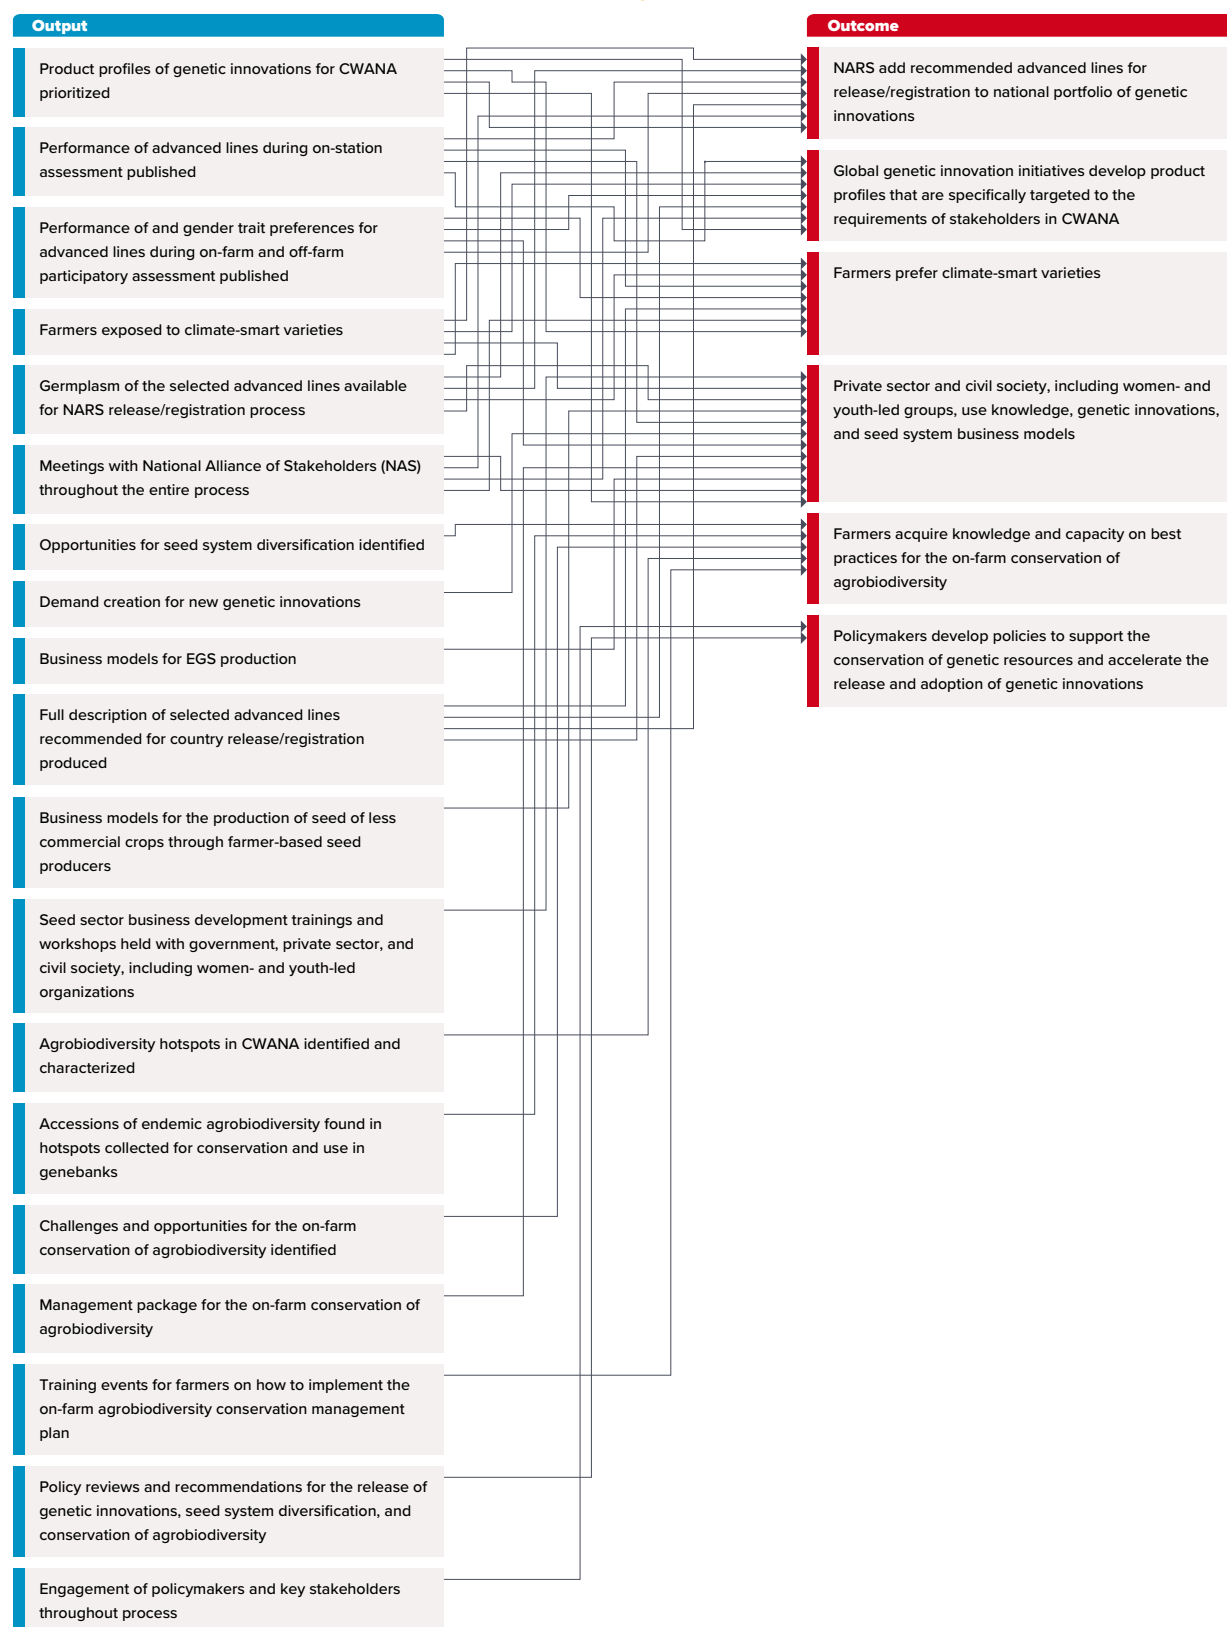 Output
Product profiles of genetic innovations for CWANA
prioritized
Performance of advanced lines during on-station
assessment published
Performance of and gender trait preferences for
advanced lines during on-farm and off-farm
participatory assessment published
Farmers exposed to climate-smart varieties
Germplasm of the selected advanced lines available
for NARS release/registration process
Meetings with National Alliance of Stakeholders (NAS)
throughout the entire process
Opportunities for seed system diversification identified
Demand creation for new genetic innovations
Business models for EGS production
Full description of selected advanced lines
recommended for country release/registration
produced
Business models for the production of seed of less
commercial crops through farmer-based seed
producers
Seed sector business development trainings and
workshops held with government, private sector, and
civil society, including women- and youth-led
organizations
Agrobiodiversity hotspots in CWANA identified and
characterized
Accessions of endemic agrobiodiversity found in
hotspots collected for conservation and use in
genebanks
Challenges and opportunities for the on-farm
conservation of agrobiodiversity identified
Management package for the on-farm conservation of
agrobiodiversity
Training events for farmers on how to implement the
on-farm agrobiodiversity conservation management
plan
Policy reviews and recommendations for the release of
genetic innovations, seed system diversification, and
conservation of agrobiodiversity
Engagement of policymakers and key stakeholders
throughout process
Outcome
NARS add recommended advanced lines for
release/registration to national portfolio of genetic
innovations
Global genetic innovation initiatives develop product
profiles that are specifically targeted to the
requirements of stakeholders in CWANA
Farmers prefer climate-smart varieties
Private sector and civil society, including women- and
youth-led groups, use knowledge, genetic innovations,
and seed system business models
Farmers acquire knowledge and capacity on best
practices for the on-farm conservation of
agrobiodiversity
Policymakers develop policies to support the
conservation of genetic resources and accelerate the
release and adoption of genetic innovations